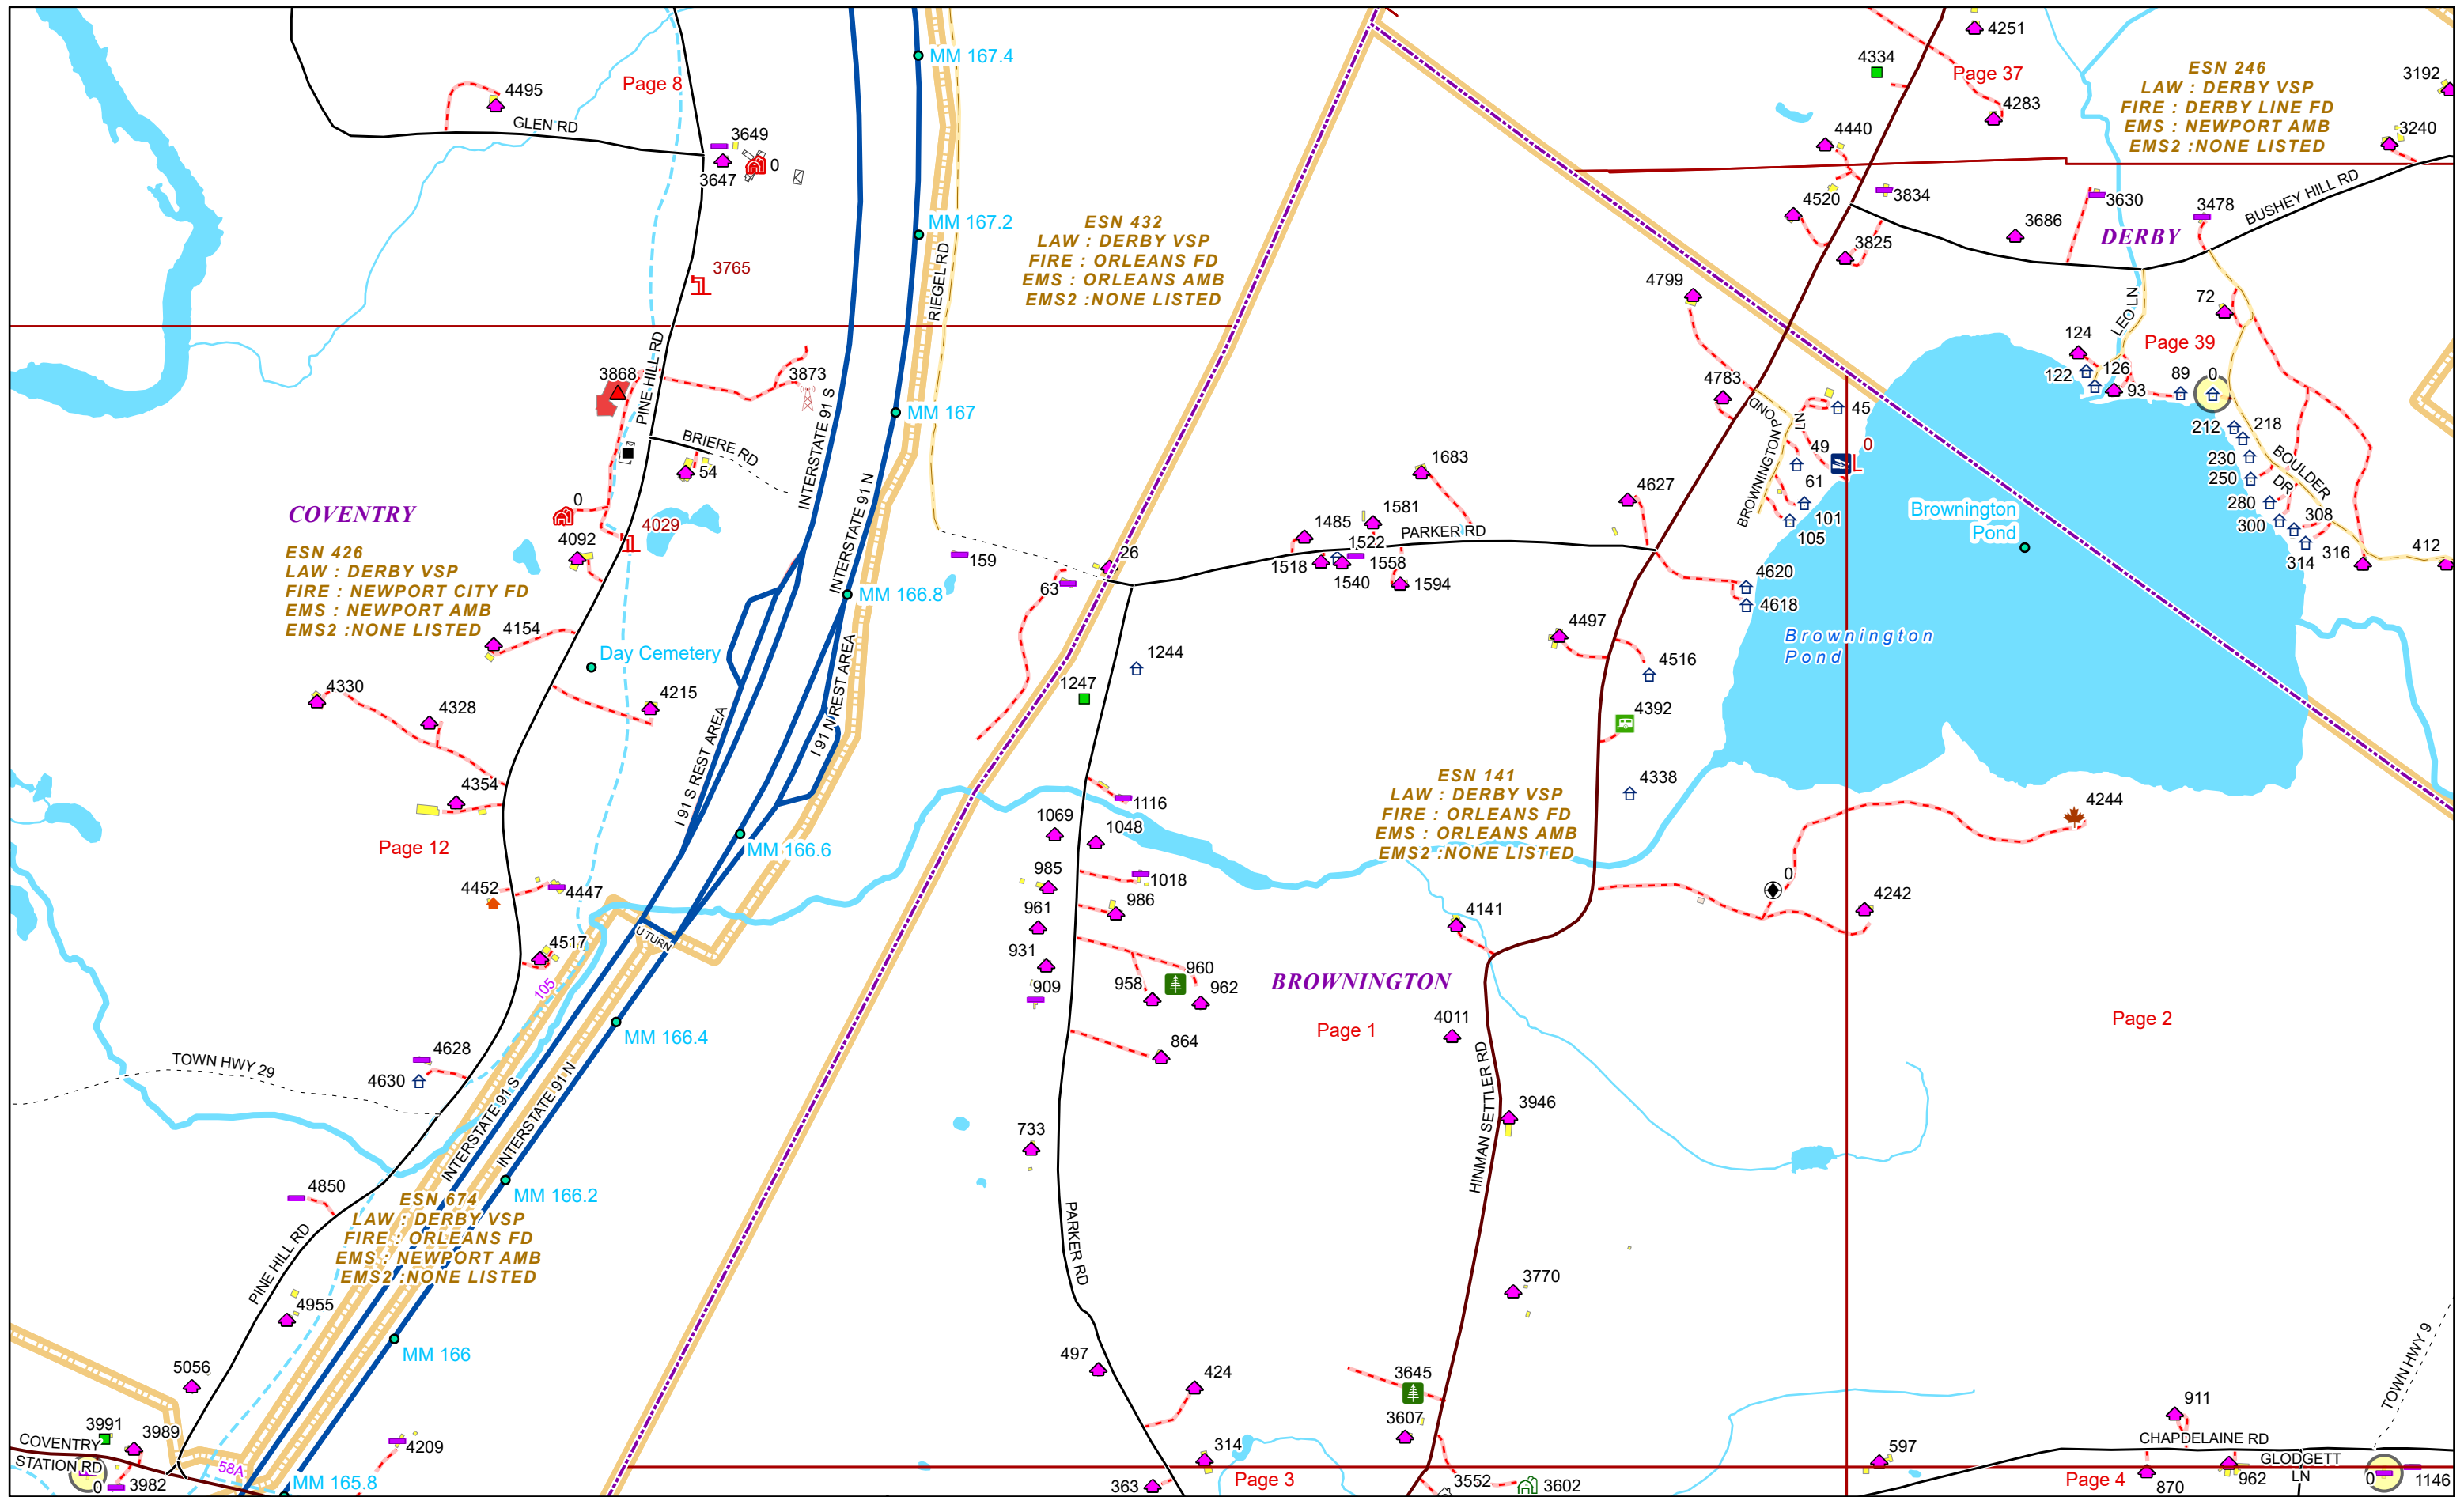 MM 167.4
4251
4334
Page 37
ESN 246
LAW : DERBY VSP
FIRE : DERBY LINE FD
EMS : NEWPORT AMB
EMS2 :NONE LISTED
3192
4495
Page 8
GLEN RD
4283
4440
3240
3649
0
3647
4520
3834
3630
3478
BUSHEY HILL RD
3686
DERBY
3825
MM 167.2
RIEGEL RD
ESN 432
LAW : DERBY VSP
FIRE : ORLEANS FD
EMS : ORLEANS AMB
EMS2 :NONE LISTED
3765
4799
LEO LN
72
124
Page 39
PINE HILL RD
3868
3873
122
126
93
89
0
4783
BROWNINGTON POND LN
45
INTERSTATE 91 S
MM 167
212
218
BRIERE RD
54
49
0
230
250
BOULDER DR
61
1683
4627
280
300
308
INTERSTATE 91 N
COVENTRY
ESN 426
LAW : DERBY VSP
FIRE : NEWPORT CITY FD
EMS : NEWPORT AMB
EMS2 :NONE LISTED
0
4029
4092
101
105
Brownington
Pond
314
316
412
1485
1581
PARKER RD
1522
1518
1540
1558
1594
159
26
63
MM 166.8
4620
4618
4154
Day Cemetery
I 91 N REST AREA
4497
4516
Brownington
Pond
1244
1247
4330
4328
4215
4392
I 91 S REST AREA
4354
Page 12
4338
ESN 141
LAW : DERBY VSP
FIRE : ORLEANS FD
EMS : ORLEANS AMB
EMS2 :NONE LISTED
4244
1116
1069
1048
MM 166.6
985
1018
4452
4447
0
4242
961
986
4141
U TURN
4517
931
105
960
958
962
909
BROWNINGTON
MM 166.4
4011
Page 1
Page 2
864
TOWN HWY 29
4628
4630
INTERSTATE 91 S
INTERSTATE 91 N
HINMAN SETTLER RD
3946
733
4850
MM 166.2
ESN 674
LAW : DERBY VSP
FIRE : ORLEANS FD
EMS : NEWPORT AMB
EMS2 :NONE LISTED
PINE HILL RD
PARKER RD
3770
4955
MM 166
TOWN HWY 9
5056
497
424
3645
3607
911
3991
3989
COVENTRY
STATION RD
0
3982
58A
4209
MM 165.8
314
363
Page 3
3552
3602
597
CHAPDELAINE RD
Page 4
870
962
GLODGETT
LN
0
1146